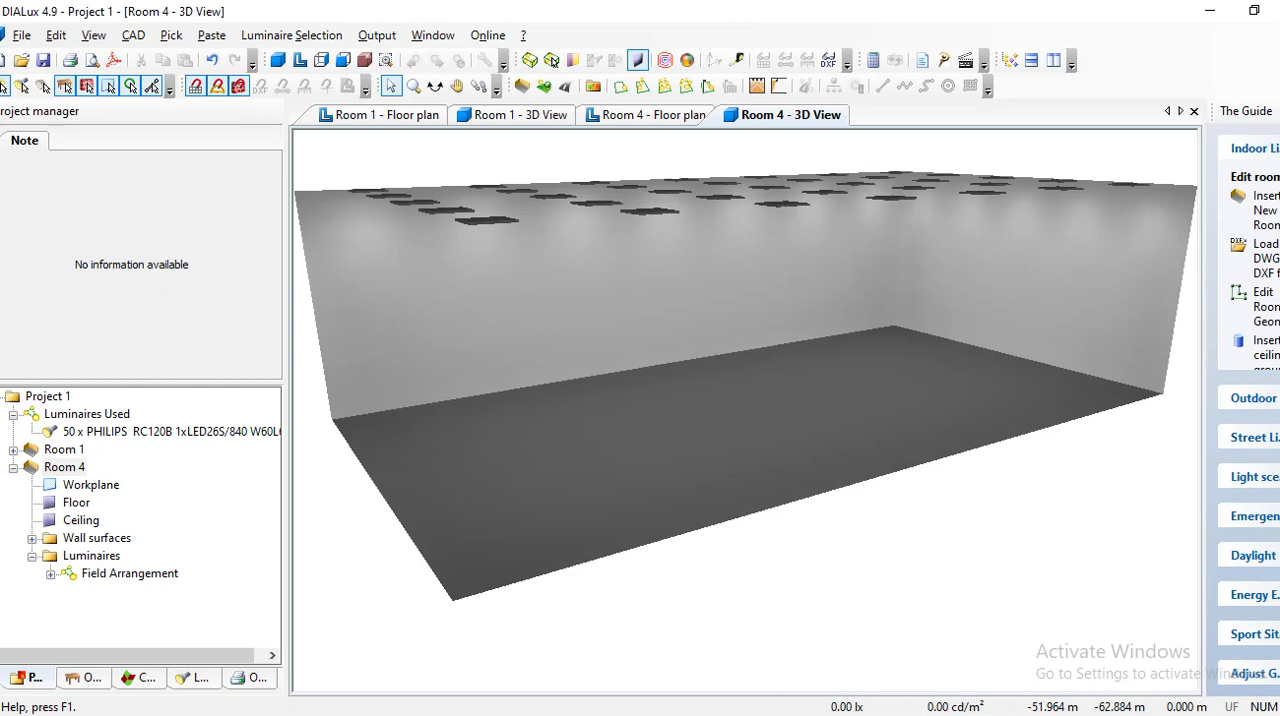 DIALux 4.9 - Project 1 - [Room 4 - 3D View]
File Edit View CAD Pick Paste Luminaire Selection Output Window Online ?
roject manager
Note
No information available
Project 1
Luminaires Used
50 x PHILIPS RC120B 1xLED26S/840 W60L
Room 1
Room 4
Workplane
Floor
Ceiling
Wall surfaces
Luminaires
Field Arrangement
P... O... C... L... O...
Room 1 - Floor plan Room 1 - 3D View Room 4 - Floor plan Room 4 - 3D View
The Guide
Indoor Li.
Edit room
Insert
New
Room
Load
DWG
DXF f
Edit
Room
Geom
Insert
ceilin
Outdoor
Street Li..
Light sce.
Emergen
Daylight
Energy E.
Sport Sit
Adjust G.
Activate Windows
Go to Settings to activate Windows.
Help, press F1. 0.00 lx 0.00 cd/m² -51.964 m -62.884 m 0.000 m UF NUM